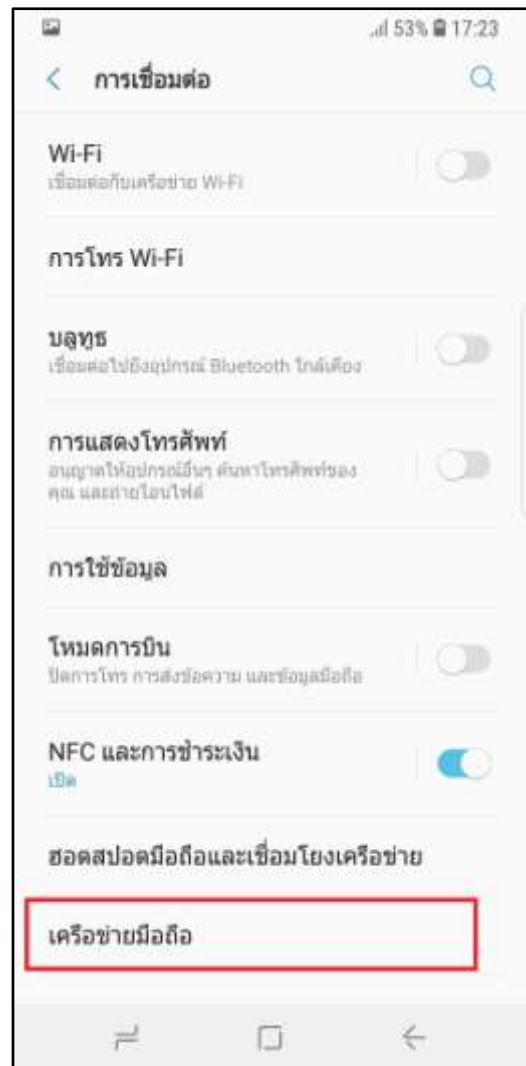 53% 17:23
การเชื่อมต่อ
Wi-Fi
เชื่อมต่อกับเครือข่าย Wi-Fi
การโทร Wi-Fi
บลูทูธ
เชื่อมต่อไปยังอุปกรณ์ Bluetooth ใกล้เคียง
การแสดงโทรศัพท์
อนุญาตให้อุปกรณ์อื่นๆ ค้นหาโทรศัพท์ของ
คุณ และถ่ายโอนไฟล์
การใช้ข้อมูล
โหมดการบิน
ปิดการโทร การส่งข้อความ และข้อมูลมือถือ
NFC และการชำระเงิน
เปิด
ฮอตสปอตมือถือและเชื่อมโยงเครือข่าย
เครือข่ายมือถือ